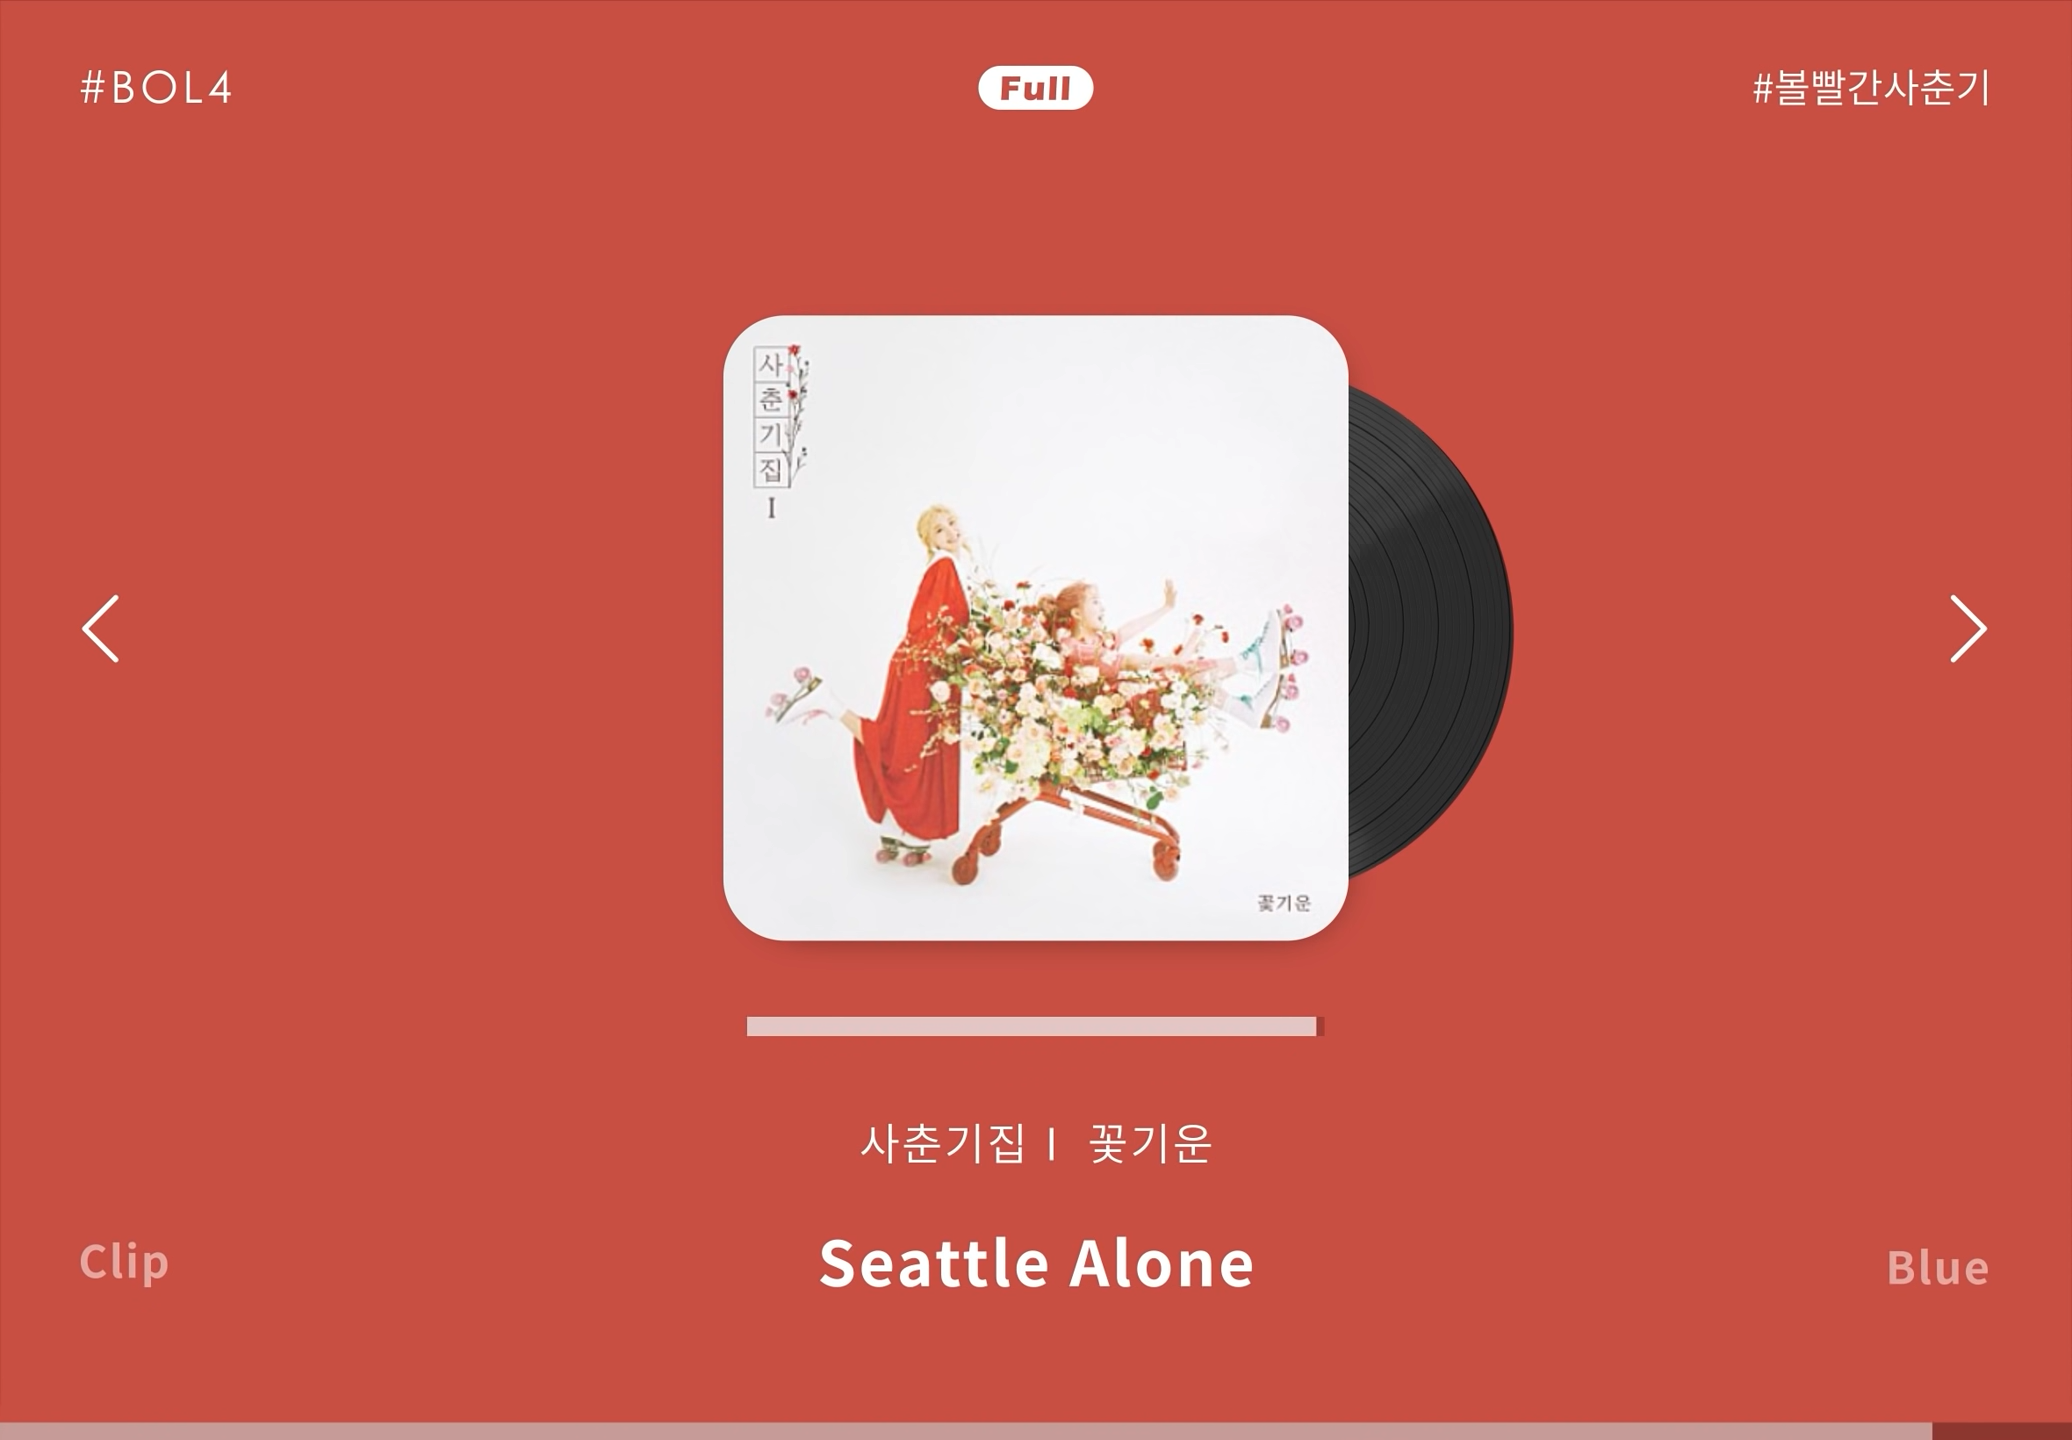 #BOL4
Full
#볼빨간사춘기
사춘기집
I
꽃기운
사춘기집 I 꽃기운
Clip
Seattle Alone
Blue